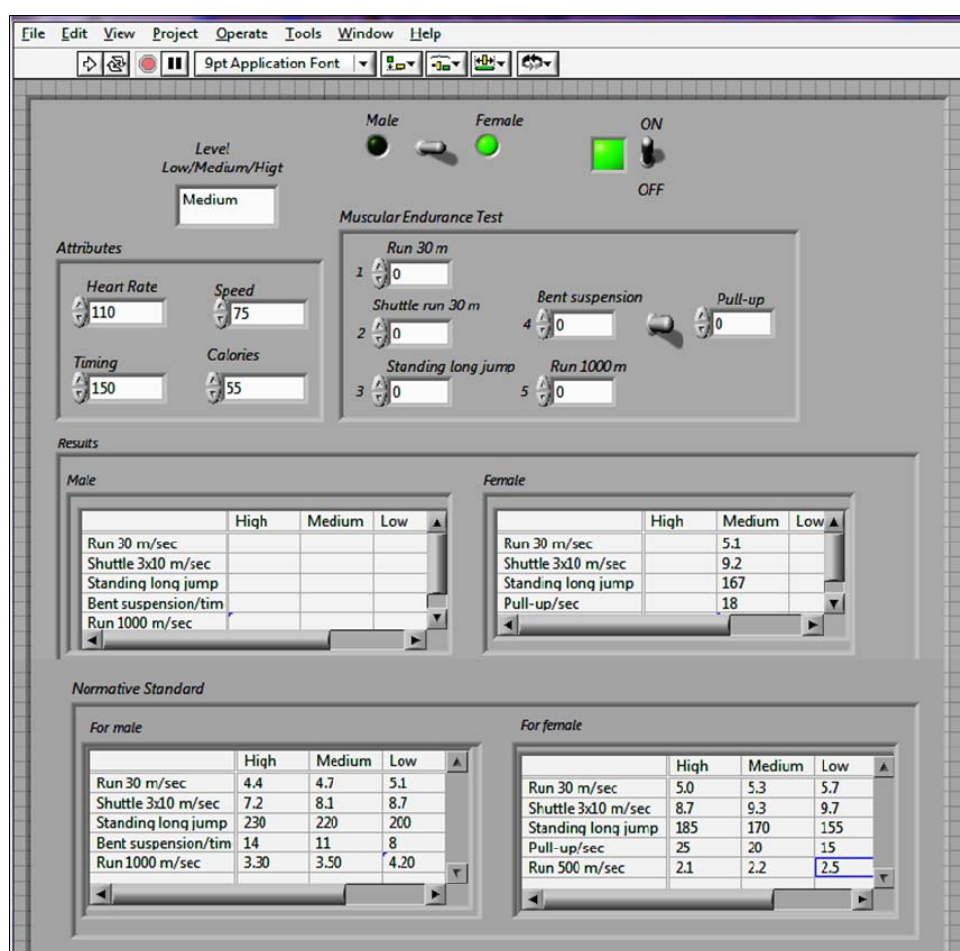 File Edit View Project Operate Tools Window Help
9pt Application Font
Male Female ON
OFF
Level
Low/Medium/Higt
Medium
Attributes
Heart Rate Speed
110 75
Timing Calories
150 55
Muscular Endurance Test
Run 30 m
1 0
Shuttle run 30 m Bent suspension Pull-up
2 0 4 0 0
Standing long jump Run 1000 m
3 0 5 0
Results
Male
High Medium Low
Run 30 m/sec
Shuttle 3x10 m/sec
Standing long jump
Bent suspension/tim
Run 1000 m/sec
Female
High Medium Low
Run 30 m/sec 5.1
Shuttle 3x10 m/sec 9.2
Standing long jump 167
Pull-up/sec 18
Normative Standard
For male
High Medium Low
Run 30 m/sec 4.4 4.7 5.1
Shuttle 3x10 m/sec 7.2 8.1 8.7
Standing long jump 230 220 200
Bent suspension/tim 14 11 8
Run 1000 m/sec 3.30 3.50 4.20
For female
High Medium Low
Run 30 m/sec 5.0 5.3 5.7
Shuttle 3x10 m/sec 8.7 9.3 9.7
Standing long jump 185 170 155
Pull-up/sec 25 20 15
Run 500 m/sec 2.1 2.2 2.5